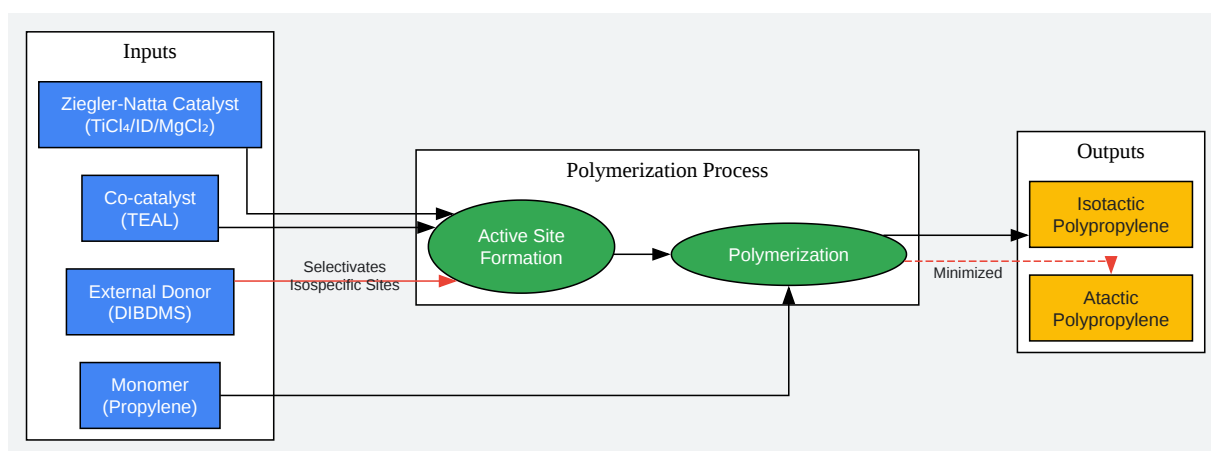 Inputs
Ziegler-Natta Catalyst
(TiCl₄/ID/MgCl₂)
Co-catalyst
(TEAL)
External Donor
(DIBDMS)
Monomer
(Propylene)
Selectivates
Isospecific Sites
Polymerization Process
Active Site
Formation
Polymerization
Minimized
Outputs
Isotactic
Polypropylene
Atactic
Polypropylene